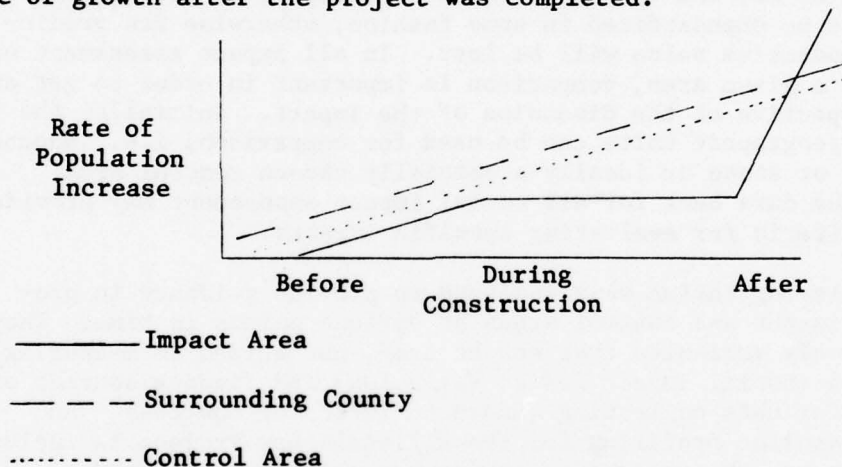 e of growth after the project was completed.
Rate of
Population
Increase
Before
During
Construction
After
Impact Area
Surrounding County
Control Area